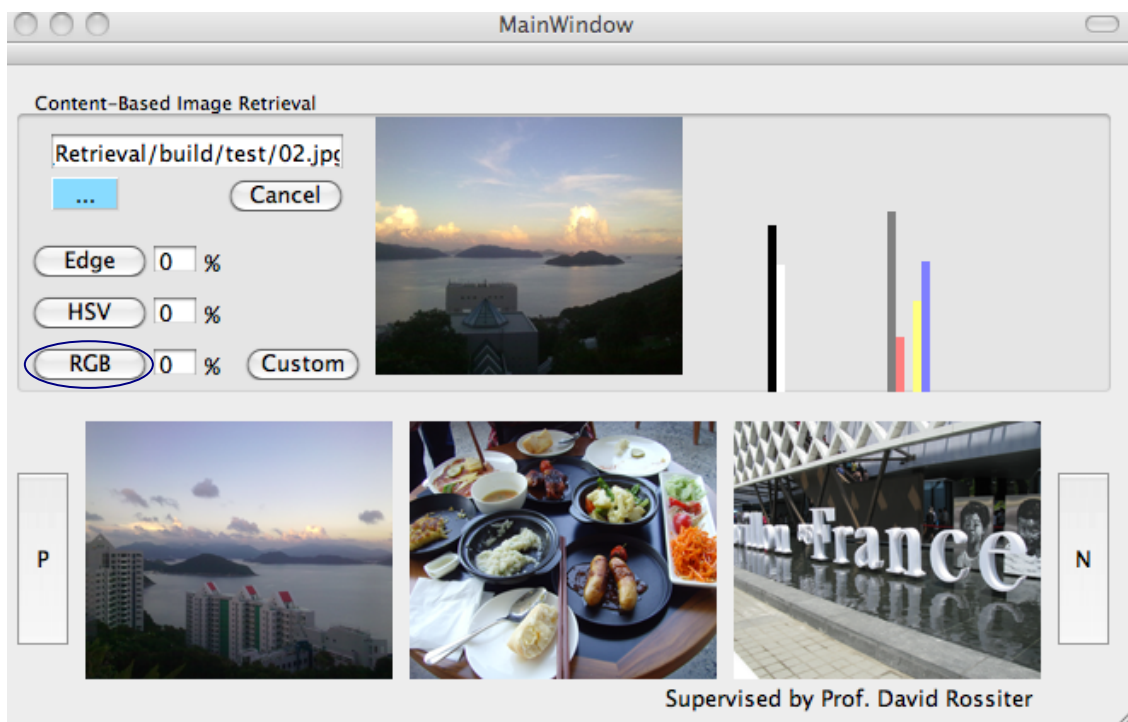 MainWindow
Content-Based Image Retrieval
Retrieval/build/test/02.jpg
...
Cancel
Edge 0 %
HSV 0 %
RGB 0 % Custom
P
France
N
Supervised by Prof. David Rossiter